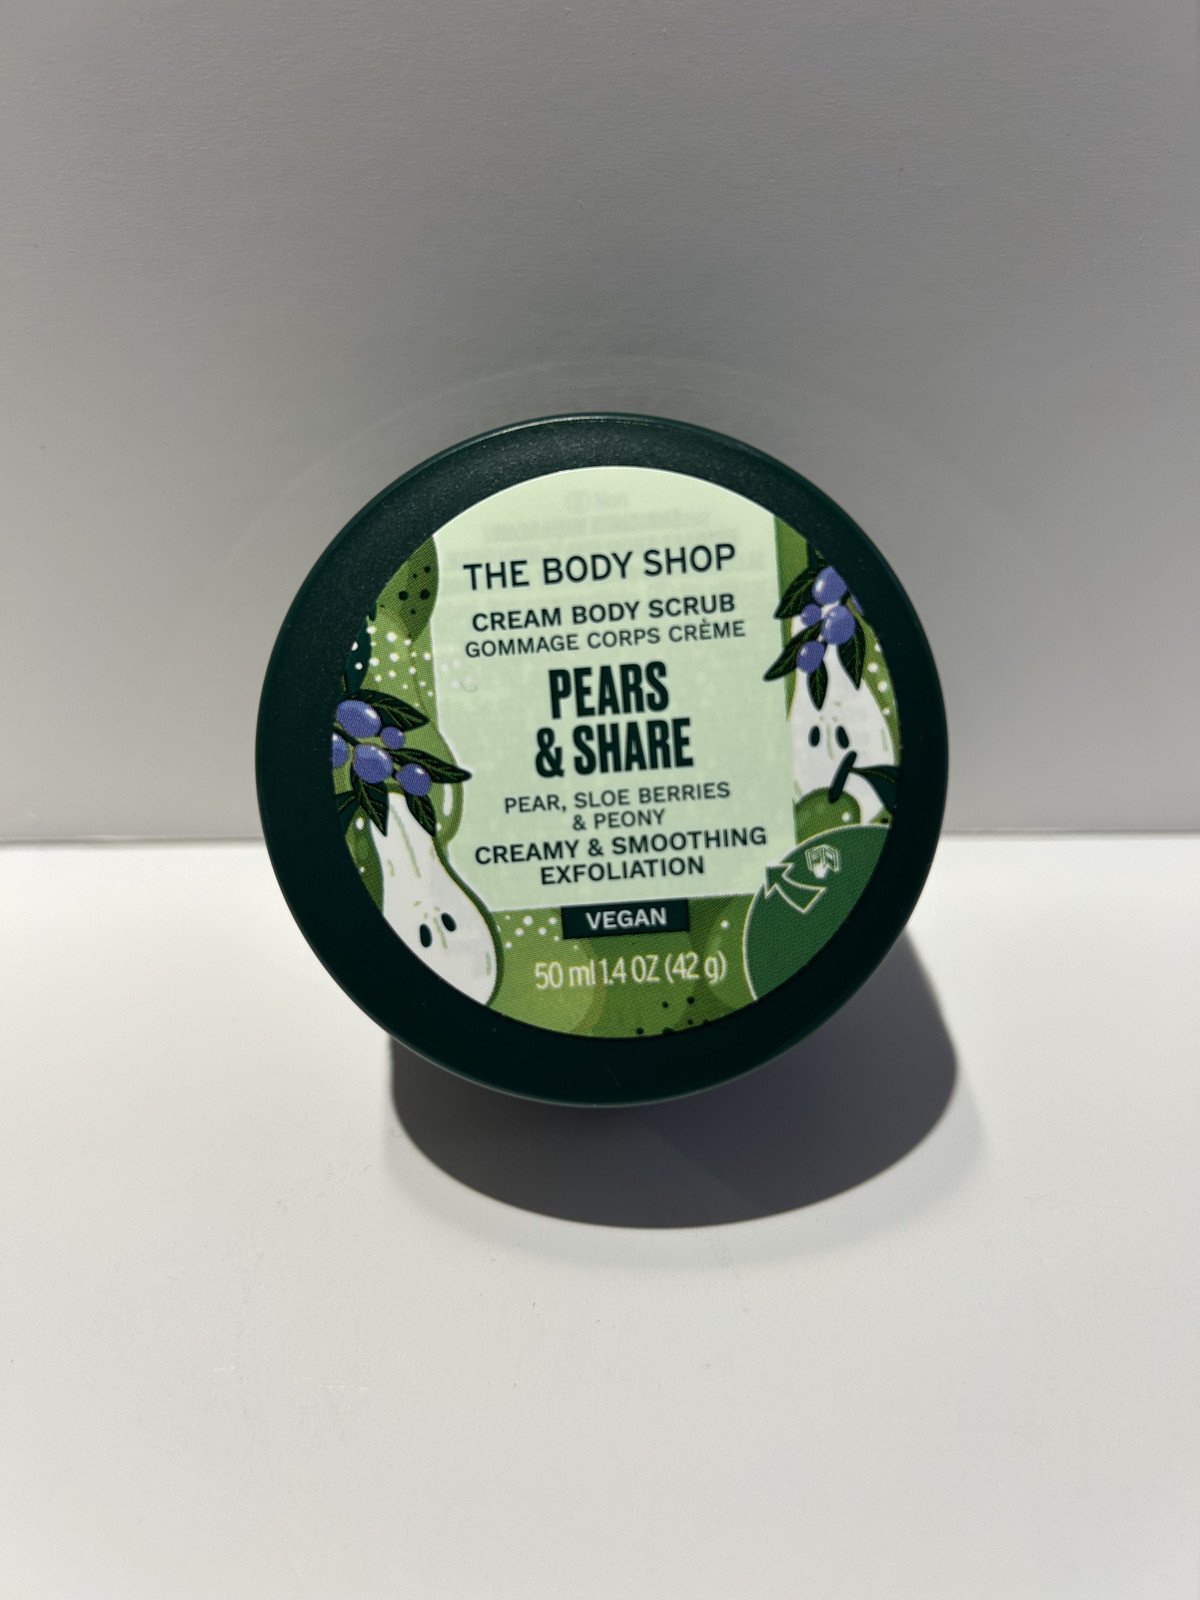 THE BODY SHOP
CREAM BODY SCRUB
GOMMAGE CORPS CRÈME
PEARS
& SHARE
PEAR, SLOE BERRIES
& PEONY
CREAMY & SMOOTHING
EXFOLIATION
VEGAN
50 ml 1.4 OZ (42 g)